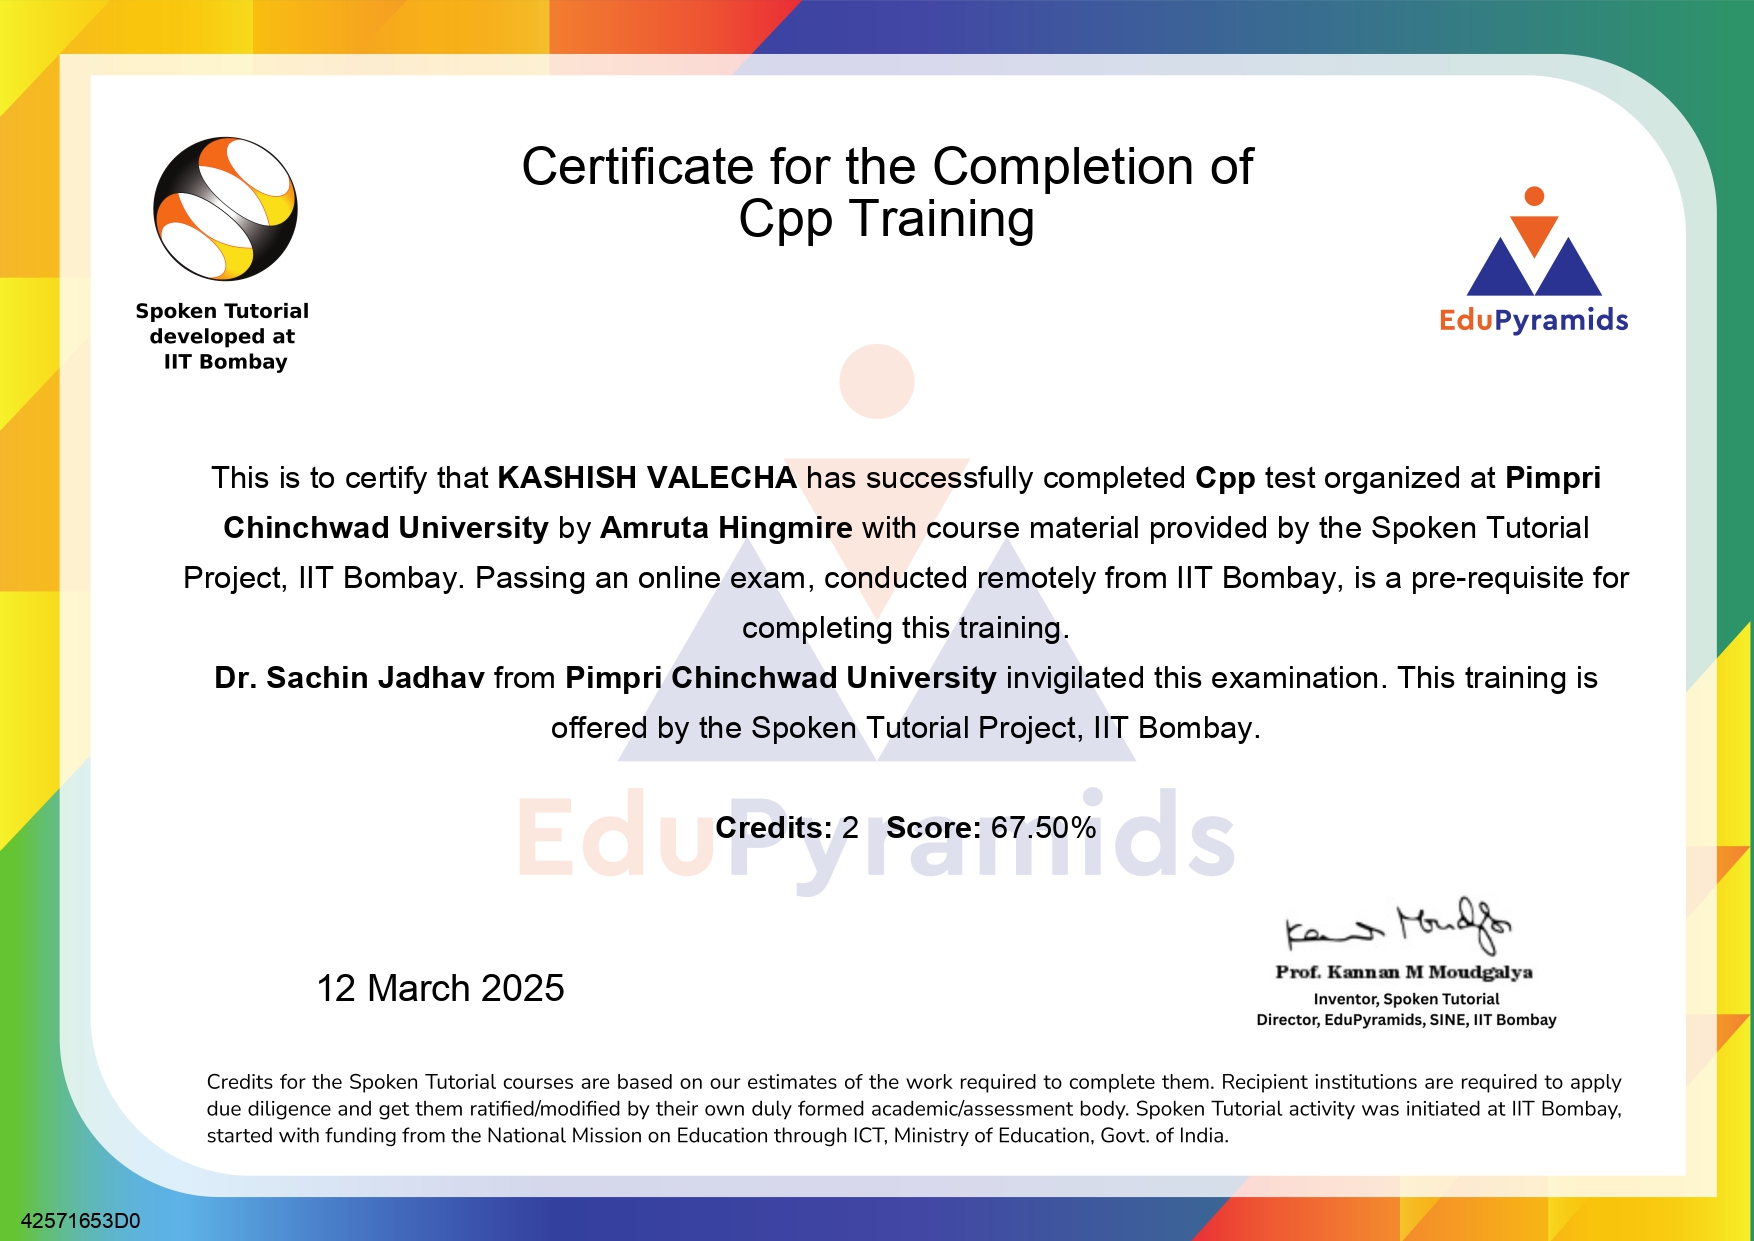 Certificate for the Completion of
Cpp Training
Spoken Tutorial
developed at
IIT Bombay
EduPyramids
This is to certify that KASHISH VALECHA has successfully completed Cpp test organized at Pimpri
Chinchwad University by Amruta Hingmire with course material provided by the Spoken Tutorial
Project, IIT Bombay. Passing an online exam, conducted remotely from IIT Bombay, is a pre-requisite for
completing this training.
Dr. Sachin Jadhav from Pimpri Chinchwad University invigilated this examination. This training is
offered by the Spoken Tutorial Project, IIT Bombay.
EduPyramids
Credits: 2 Score: 67.50%
12 March 2025
Kannan Moudgalya
Prof. Kannan M Moudgalya
Inventor, Spoken Tutorial
Director, EduPyramids, SINE, IIT Bombay
Credits for the Spoken Tutorial courses are based on our estimates of the work required to complete them. Recipient institutions are required to apply
due diligence and get them ratified/modified by their own duly formed academic/assessment body. Spoken Tutorial activity was initiated at IIT Bombay,
started with funding from the National Mission on Education through ICT, Ministry of Education, Govt. of India.
42571653D0